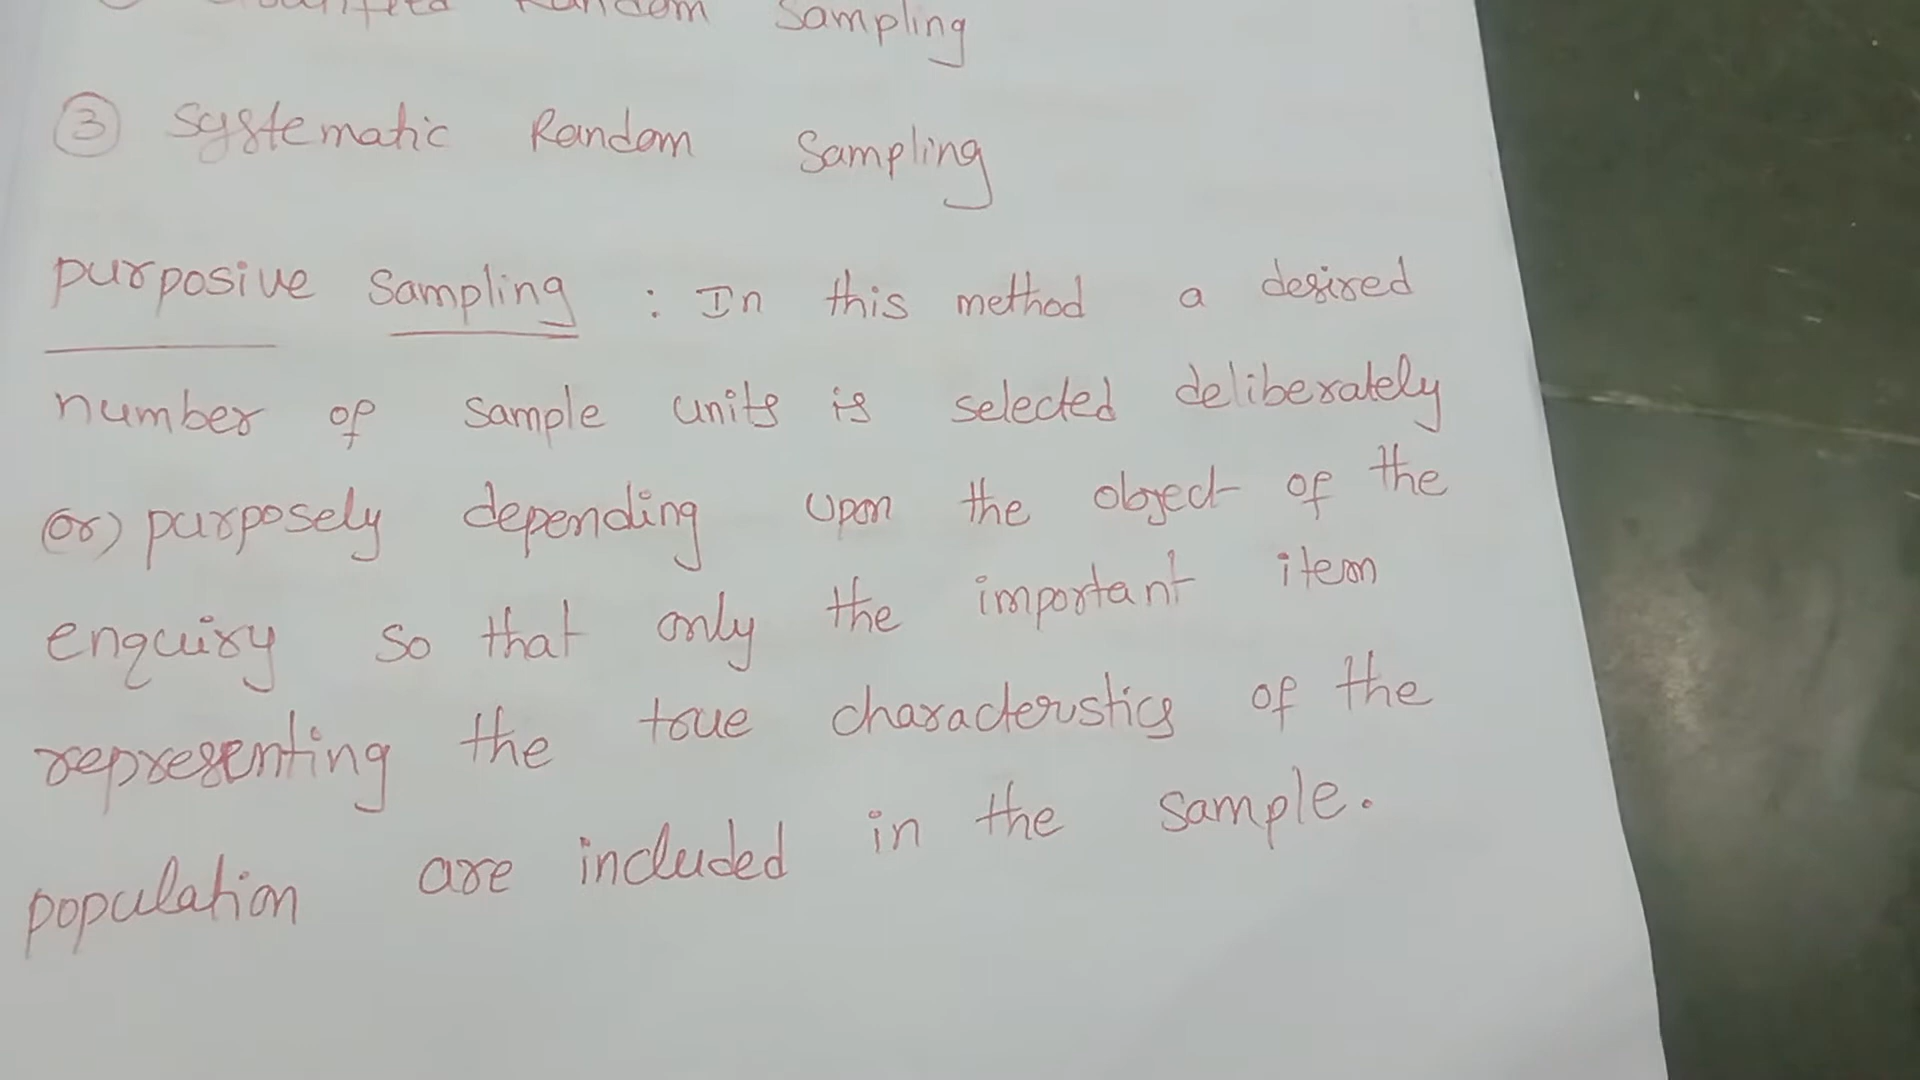 Random Sampling
③ Systematic Random Sampling
purposive Sampling : In this method a desired
number of sample units is selected deliberately
(or) purposely depending upon the object of the
enquiry so that only the important item
representing the true characterstics of the
population are included in the sample.